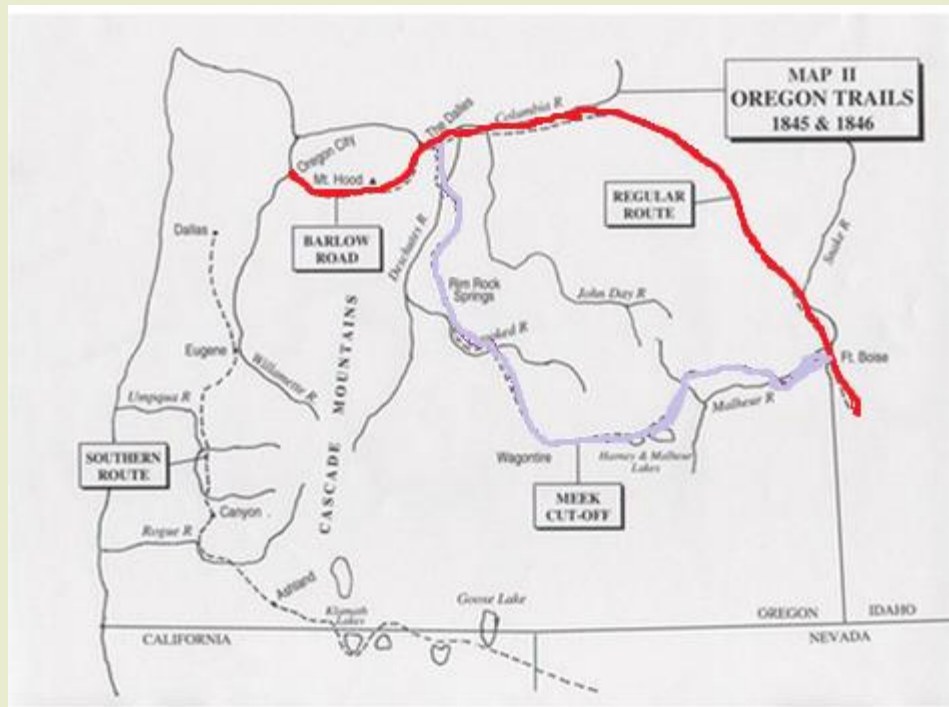 MAP II
OREGON TRAILS
1845 & 1846
The Dalles
Columbia R
Oregon City
Mt. Hood
REGULAR
ROUTE
BARLOW
ROAD
Dallas
Deschutes R
Snake R
Rim Rock
Springs
John Day R
CASCADE MOUNTAINS
ooked R
Eugene
Willamette R
Ft. Boise
Umpqua R
Malheur R
SOUTHERN
ROUTE
Wagontire
Harney & Malheur
Lakes
MEEK
CUT-OFF
Canyon
Rogue R
Ashland
Klamath
Lakes
Goose Lake
OREGON
IDAHO
CALIFORNIA
NEVADA